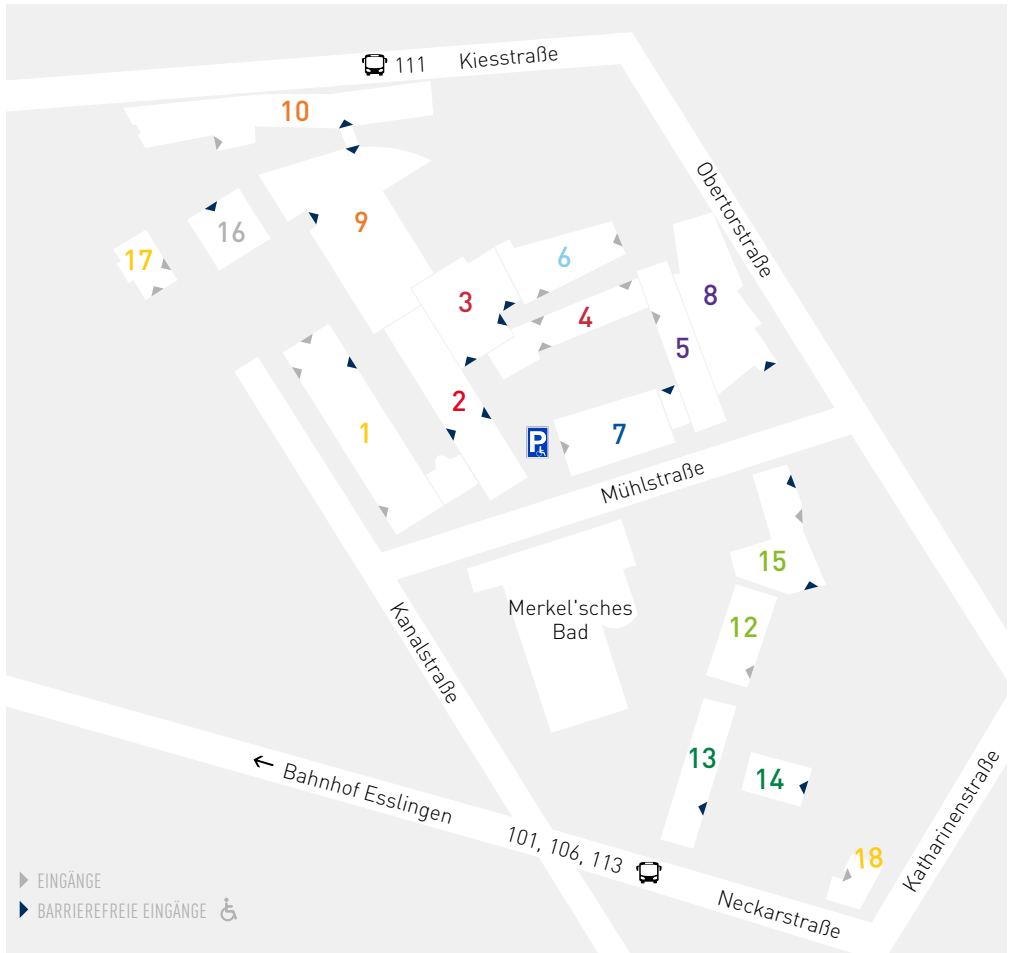 111 Kiesstraße
10
Obertorstraße
9
16
17
6
3
8
4
5
2
1
7
P
Mühlstraße
15
Merkel'sches
Bad
12
Kanalstraße
13
14
← Bahnhof Esslingen
101, 106, 113
18
Katharinenstraße
Neckarstraße
EINGÄNGE
BARRIEREFREIE EINGÄNGE